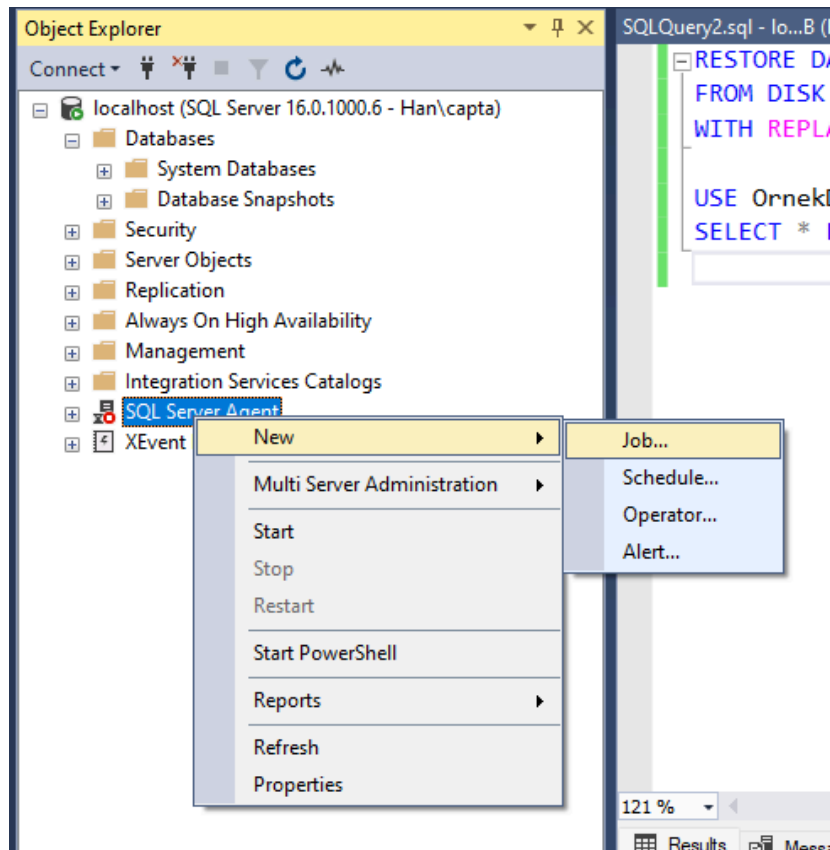 Object Explorer
Connect
localhost (SQL Server 16.0.1000.6 - Han\capta)
Databases
System Databases
Database Snapshots
Security
Server Objects
Replication
Always On High Availability
Management
Integration Services Catalogs
SQL Server Agent
XEvent
New
Multi Server Administration
Start
Stop
Restart
Start PowerShell
Reports
Refresh
Properties
Job...
Schedule...
Operator...
Alert...
SQLQuery2.sql - lo...B (
RESTORE DA
FROM DISK
WITH REPLA
USE Ornek
SELECT *
121 %
Results
Messa